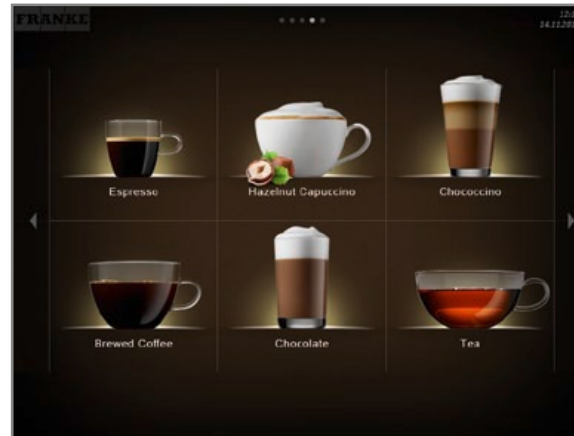 FRANKE
Espresso
Hazelnut Capuccino
Chococcino
Brewed Coffee
Chocolate
Tea